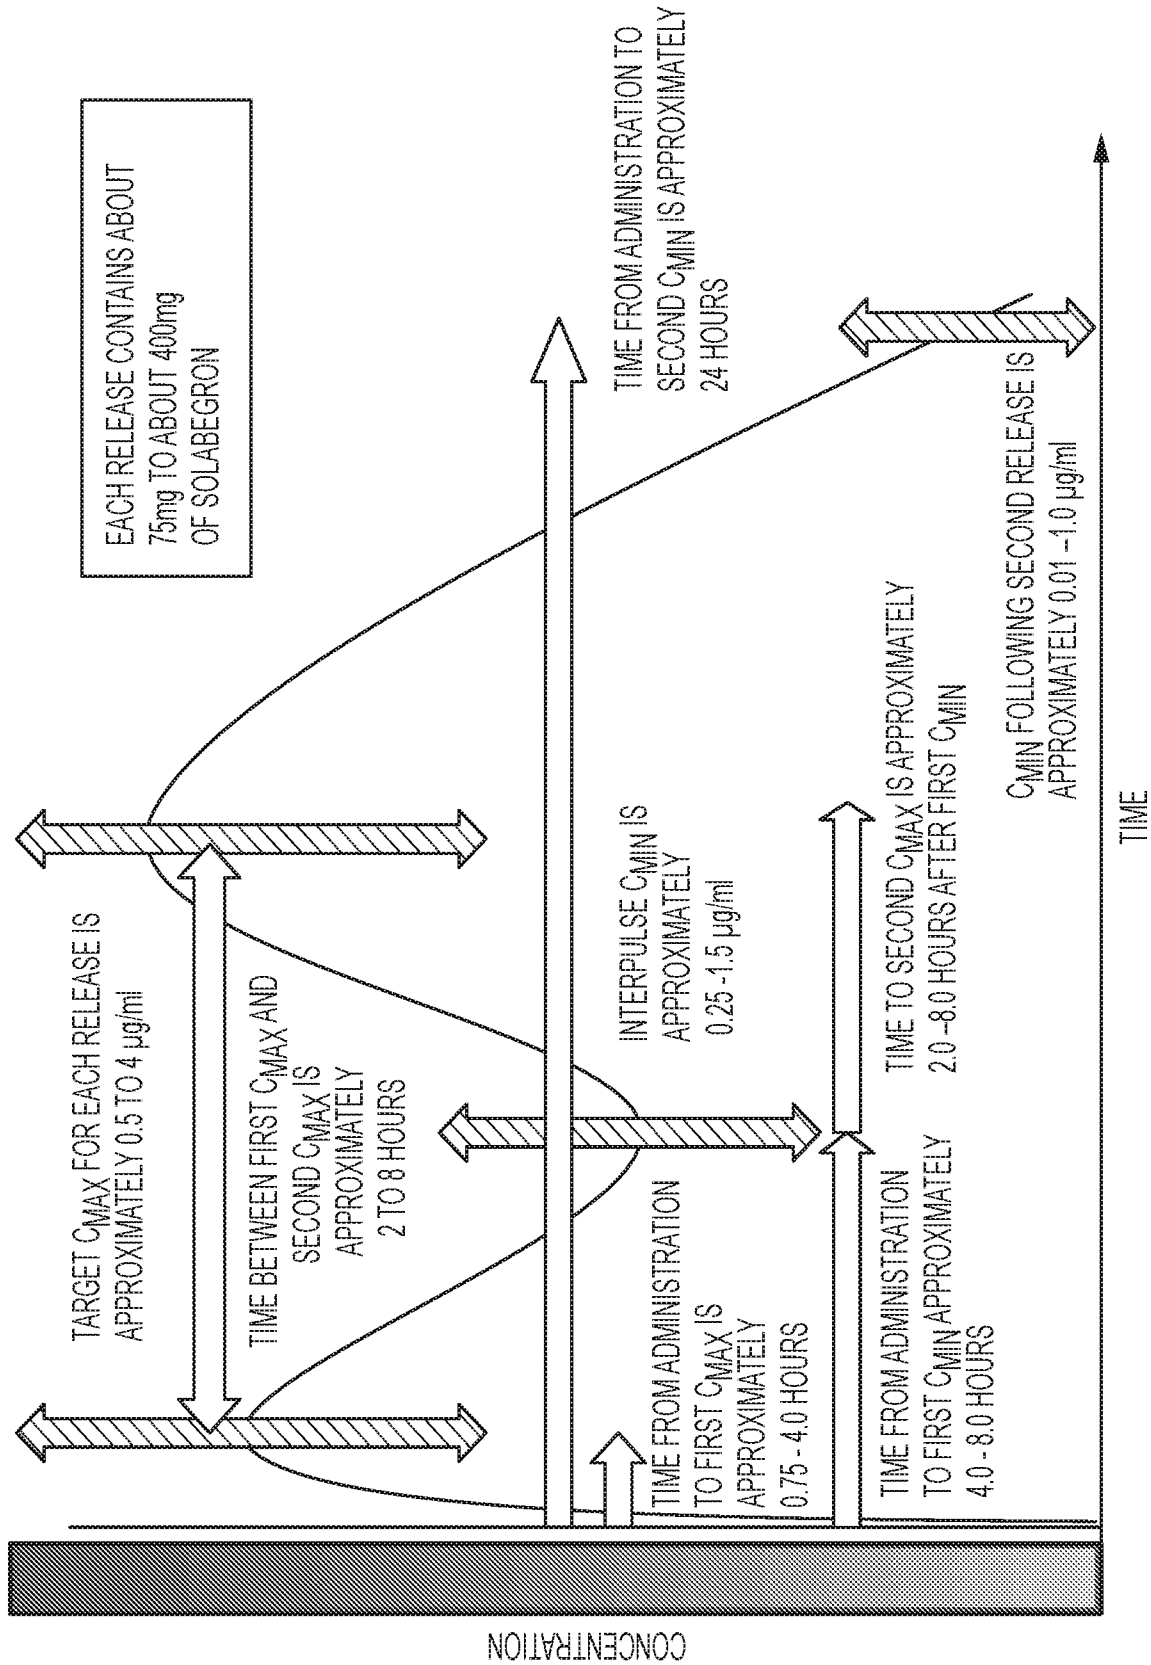 EACH RELEASE CONTAINS ABOUT
75mg TO ABOUT 400mg
OF SOLABEGRON
TARGET CMAX FOR EACH RELEASE IS
APPROXIMATELY 0.5 TO 4 µg/ml
TIME BETWEEN FIRST CMAX AND
SECOND CMAX IS
APPROXIMATELY
2 TO 8 HOURS
TIME FROM ADMINISTRATION TO
SECOND CMIN IS APPROXIMATELY
24 HOURS
INTERPULSE CMIN IS
APPROXIMATELY
0.25 -1.5 µg/ml
TIME FROM ADMINISTRATION
TO FIRST CMAX IS
APPROXIMATELY
0.75 - 4.0 HOURS
TIME TO SECOND CMAX IS APPROXIMATELY
2.0 –8.0 HOURS AFTER FIRST CMIN
TIME FROM ADMINISTRATION
TO FIRST CMIN APPROXIMATELY
4.0 - 8.0 HOURS
CMIN FOLLOWING SECOND RELEASE IS
APPROXIMATELY 0.01 –1.0 µg/ml
CONCENTRATION
TIME